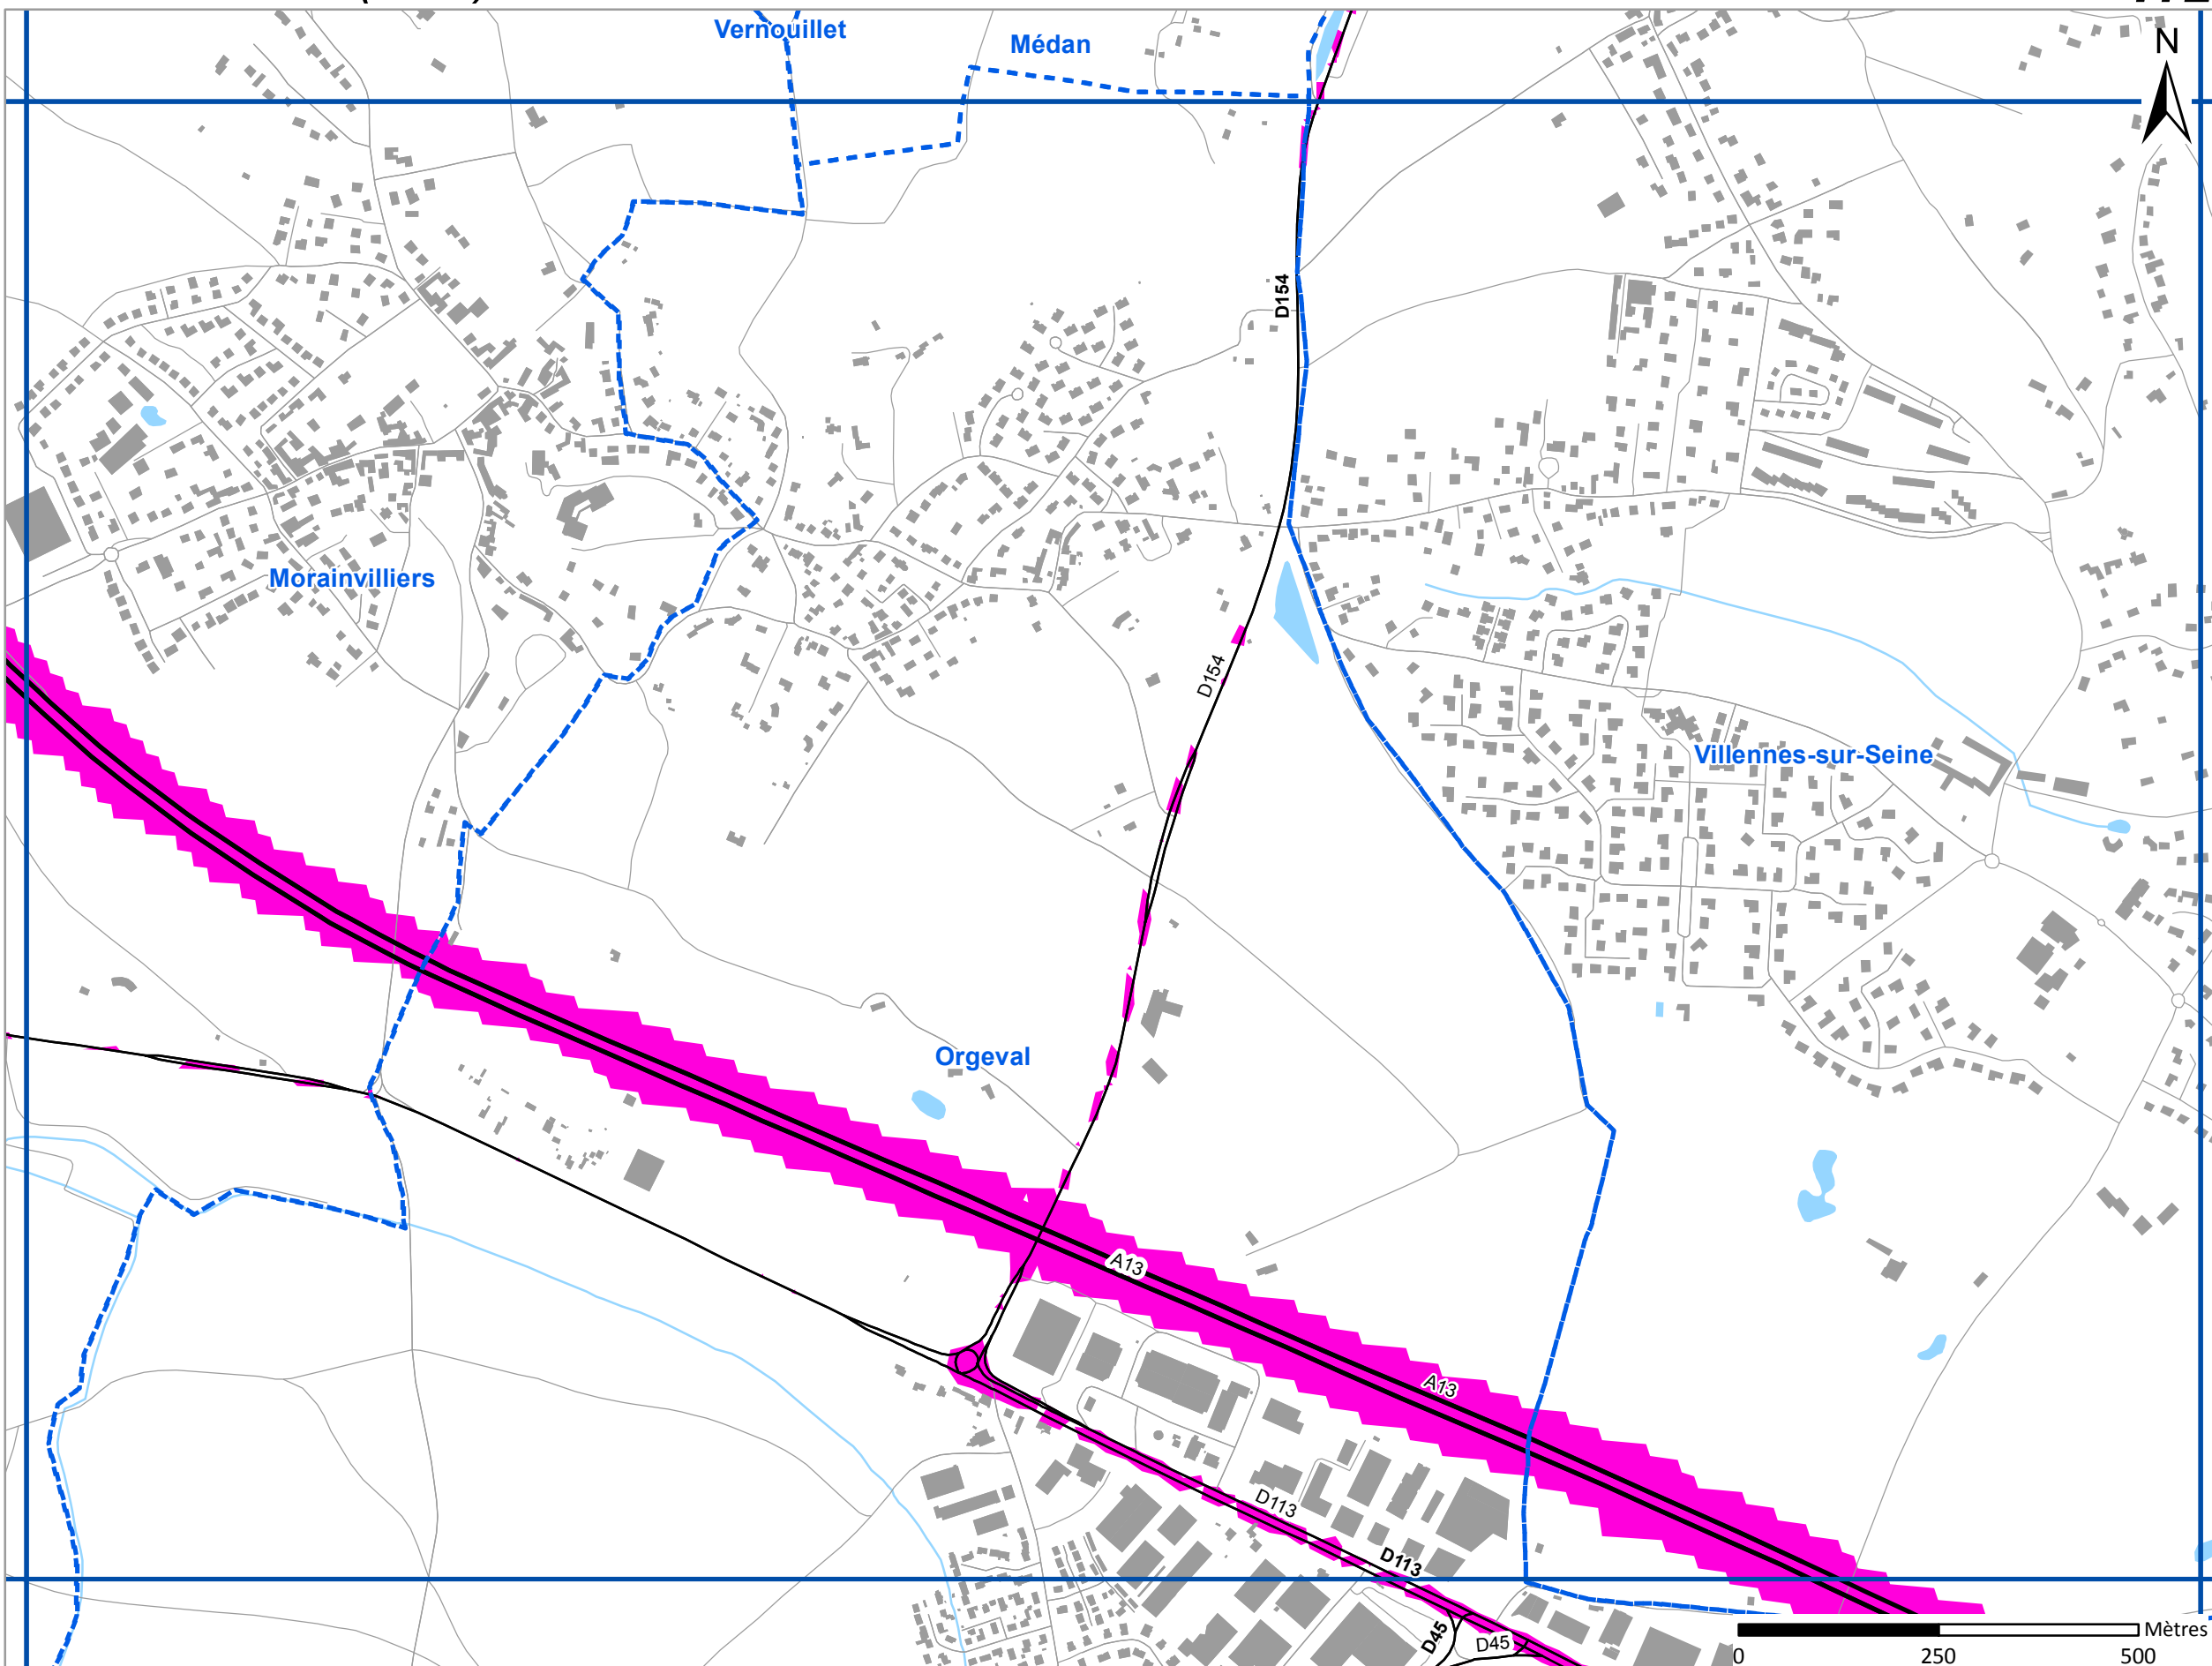 Vernouillet
Médan
N
D154
Morainvilliers
D154
Villennes-sur-Seine
Orgeval
A13
A13
D113
D113
D45
D45
Mètres
0 250 500